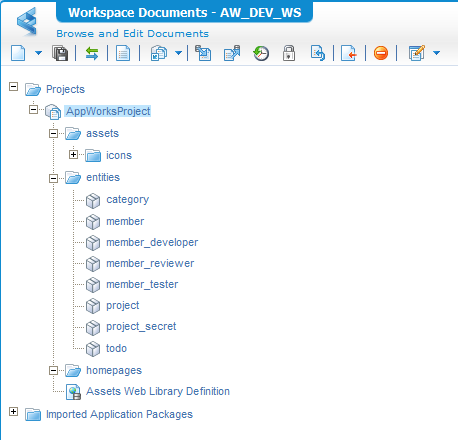 Workspace Documents - AW_DEV_WS
Browse and Edit Documents
Projects
AppWorksProject
assets
icons
entities
category
member
member_developer
member_reviewer
member_tester
project
project_secret
todo
homepages
Assets Web Library Definition
Imported Application Packages